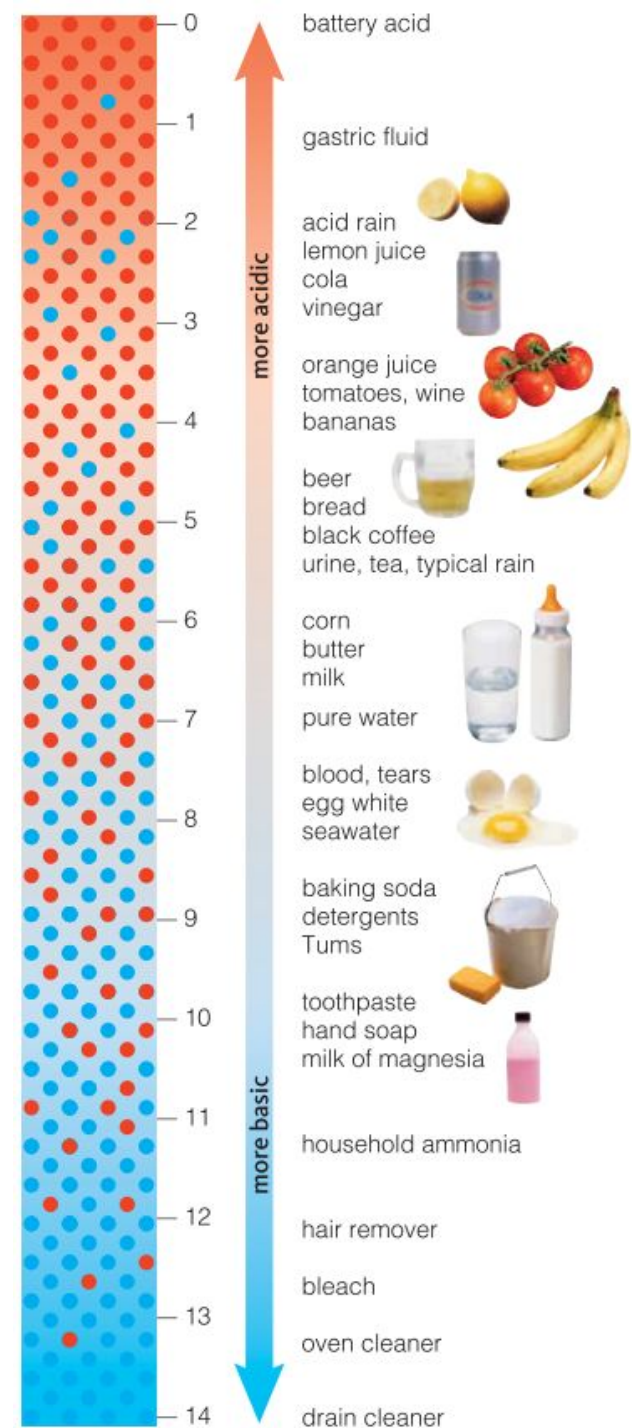 0
battery acid
1
gastric fluid
2
acid rain
lemon juice
cola
vinegar
COLA
more acidic
3
orange juice
tomatoes, wine
bananas
4
beer
bread
black coffee
urine, tea, typical rain
5
6
corn
butter
milk
7
pure water
blood, tears
egg white
seawater
8
baking soda
detergents
Tums
9
10
toothpaste
hand soap
milk of magnesia
more basic
11
household ammonia
12
hair remover
bleach
13
oven cleaner
14
drain cleaner